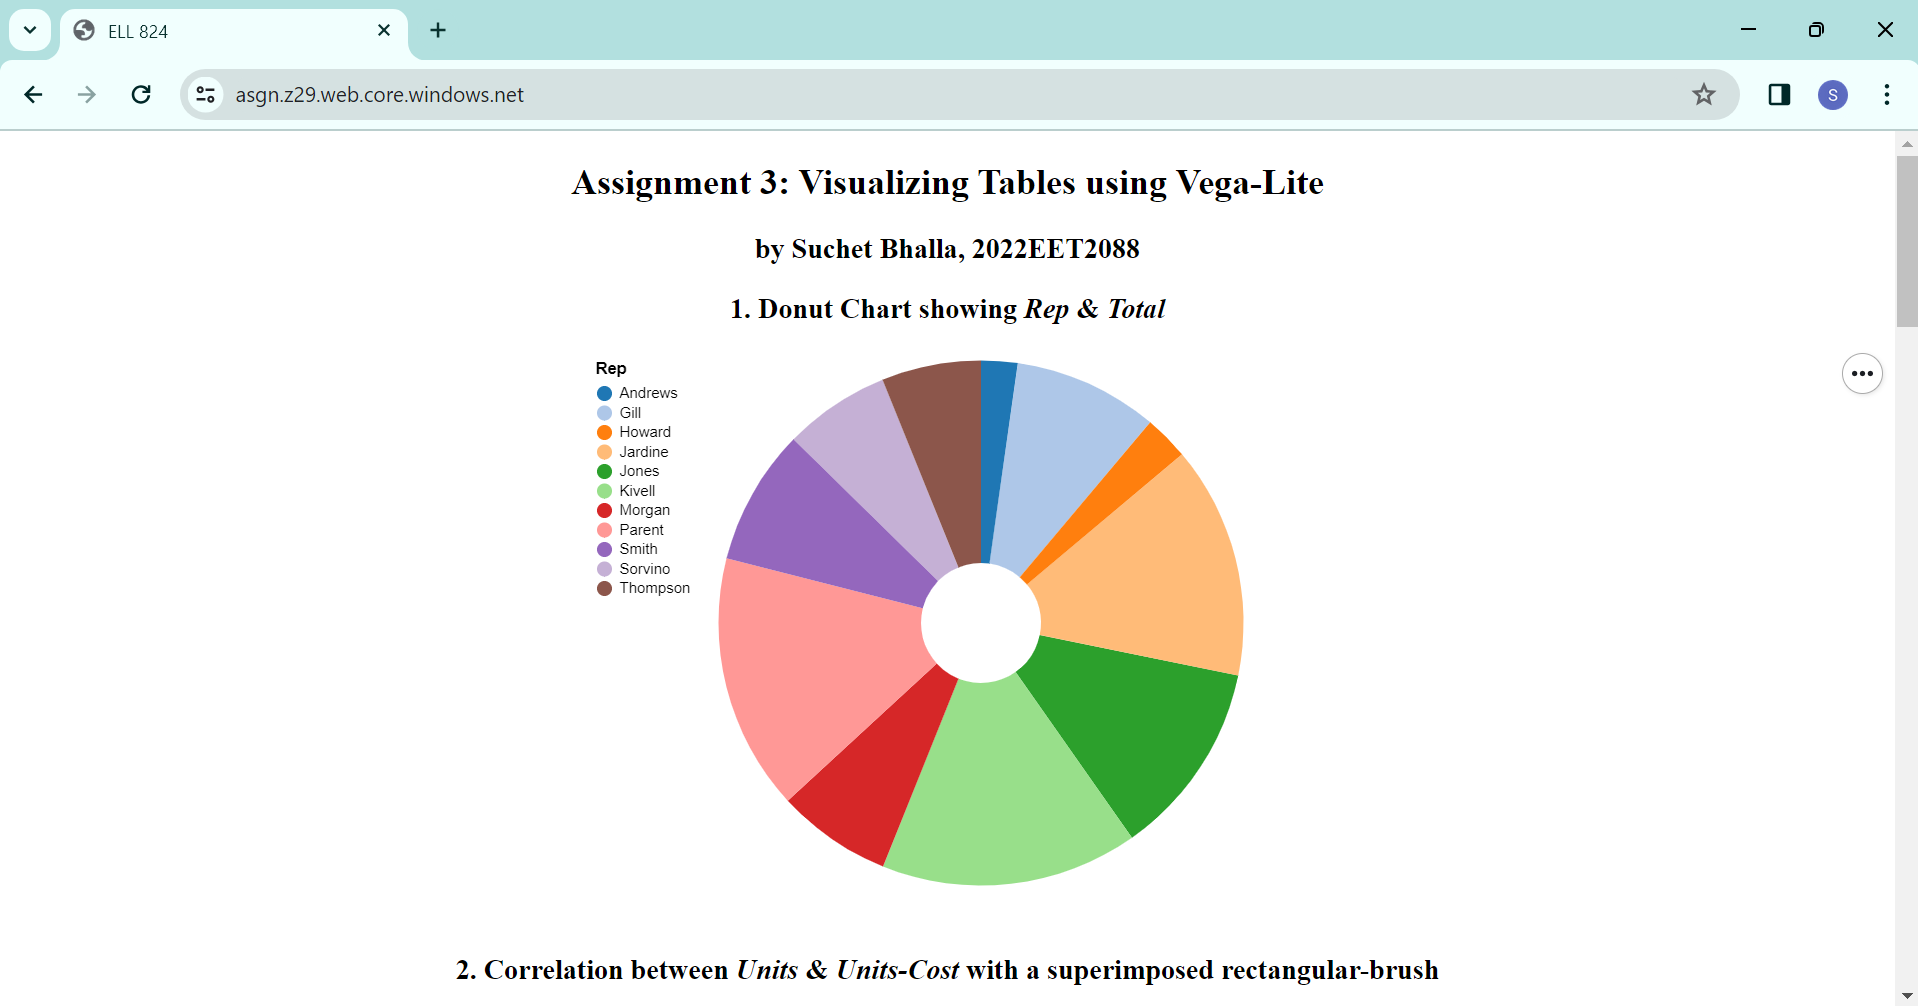 ELL 824
asgn.z29.web.core.windows.net
S
Assignment 3: Visualizing Tables using Vega-Lite
by Suchet Bhalla, 2022EET2088
1. Donut Chart showing Rep & Total
Rep
Andrews
Gill
Howard
Jardine
Jones
Kivell
Morgan
Parent
Smith
Sorvino
Thompson
2. Correlation between Units & Units-Cost with a superimposed rectangular-brush